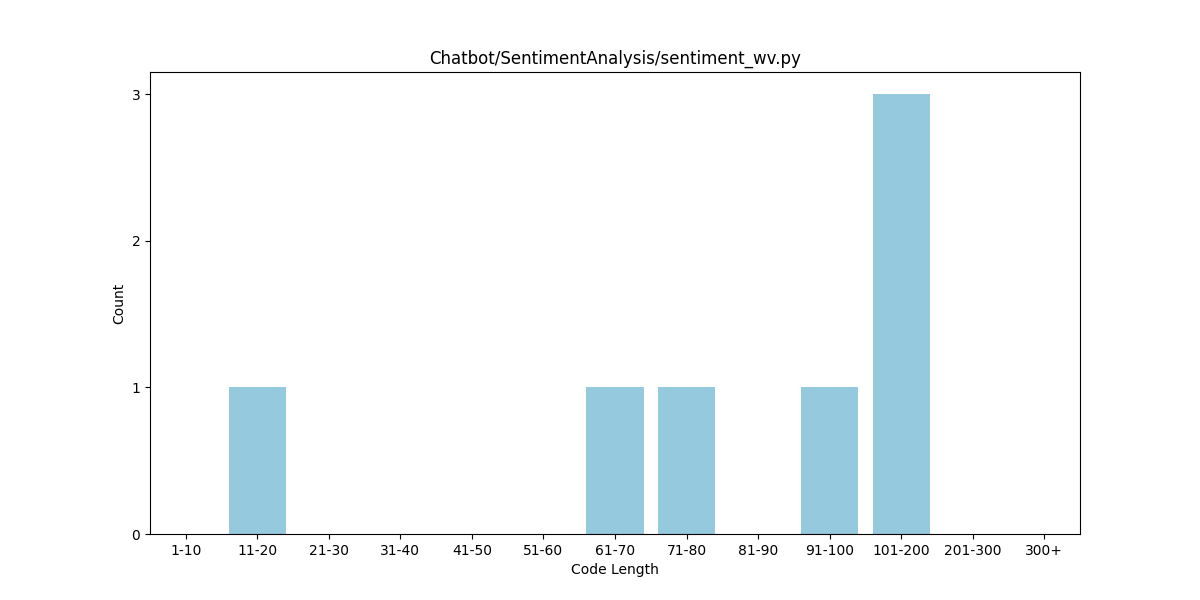 Chatbot/SentimentAnalysis/sentiment_wv.py
3
2
1
0
Count
1-10 11-20 21-30 31-40 41-50 51-60 61-70 71-80 81-90 91-100 101-200 201-300 300+
Code Length